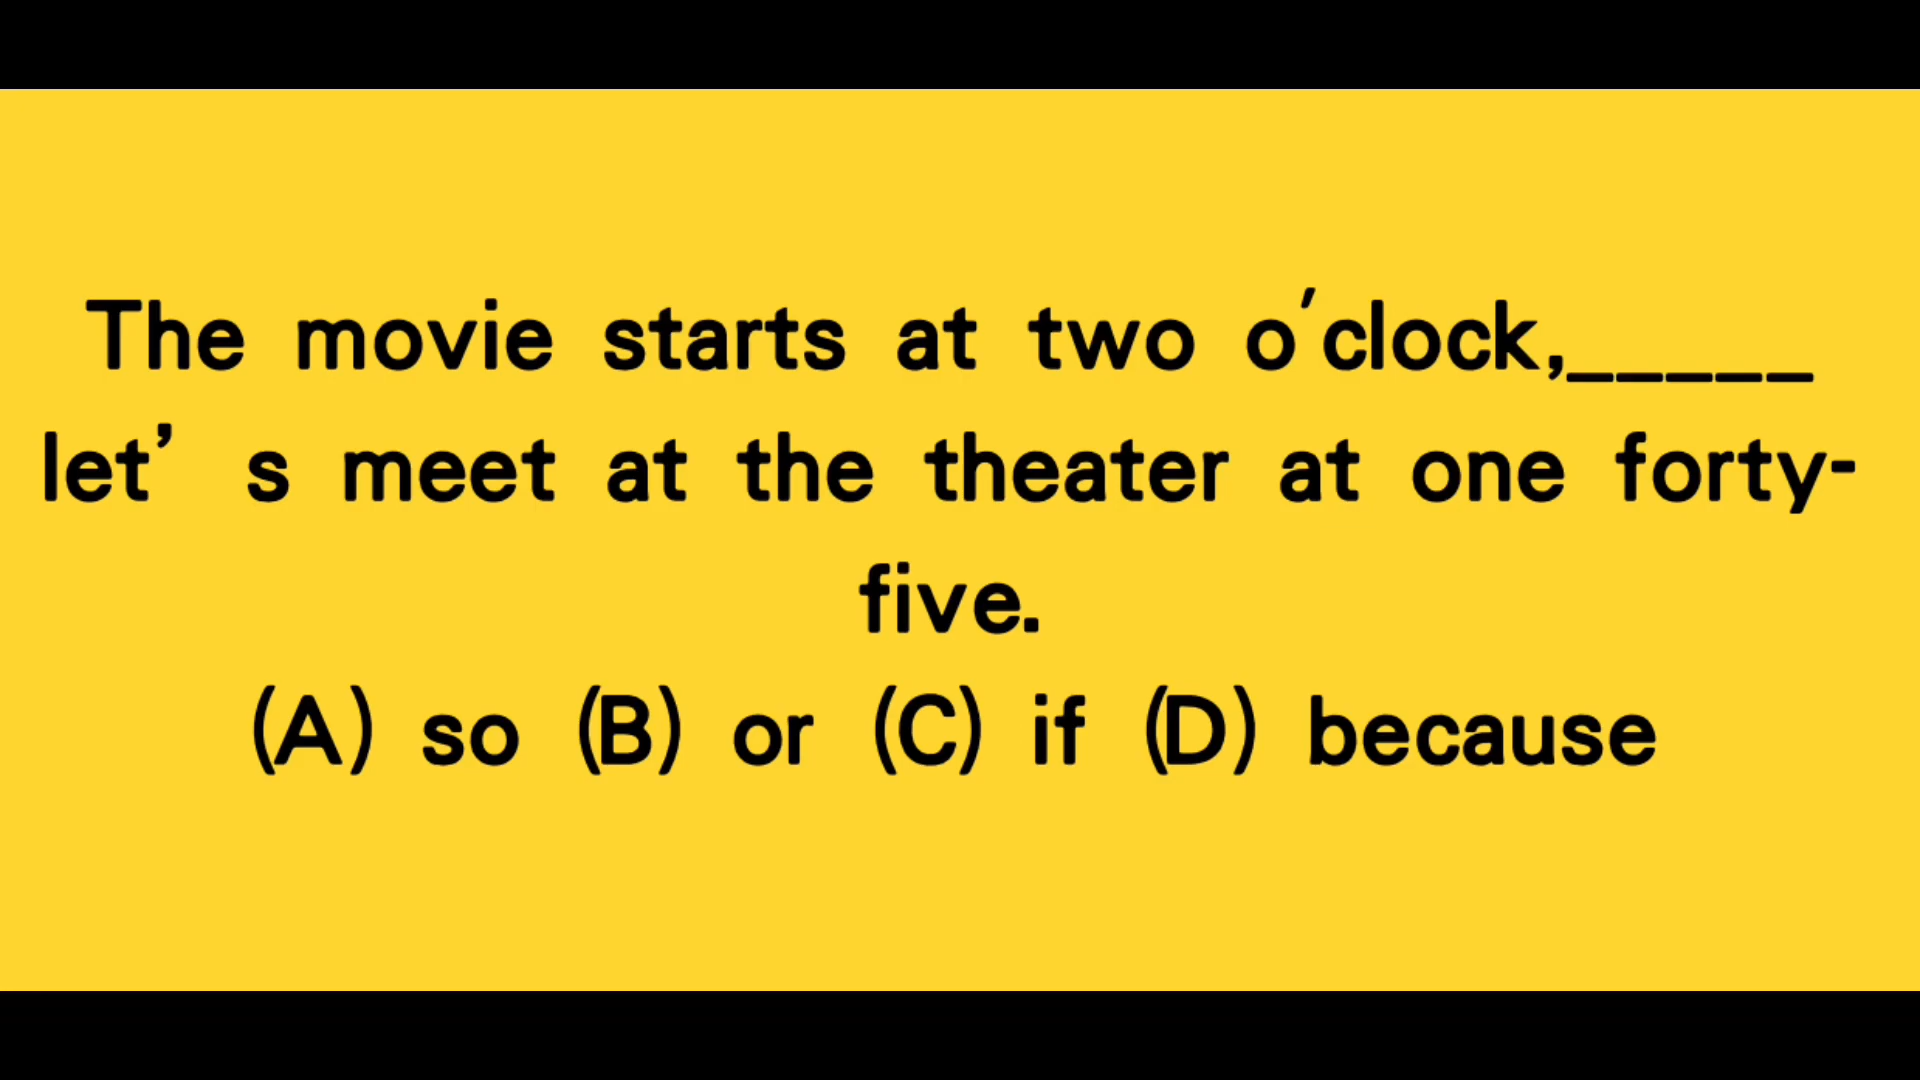 The movie starts at two o'clock,_____
let’s meet at the theater at one forty-
five.
(A) so (B) or (C) if (D) because